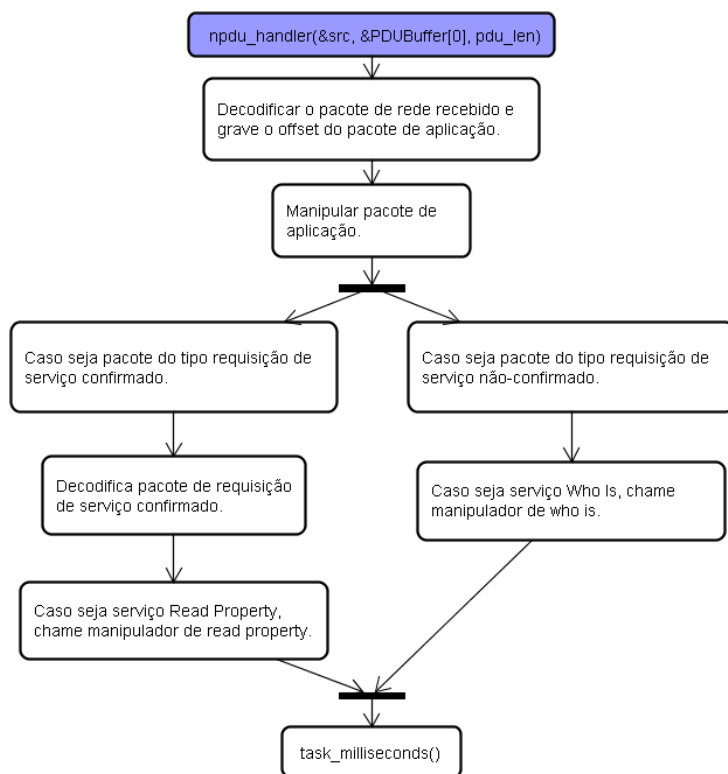 npdu_handler(&src, &PDUBuffer[0], pdu_len)
Decodificar o pacote de rede recebido e
grave o offset do pacote de aplicação.
Manipular pacote de
aplicação.
Caso seja pacote do tipo requisição de
serviço confirmado.
Caso seja pacote do tipo requisição de
serviço não-confirmado.
Decodifica pacote de requisição
de serviço confirmado.
Caso seja serviço Who Is, chame
manipulador de who is.
Caso seja serviço Read Property,
chame manipulador de read property.
task_milliseconds()